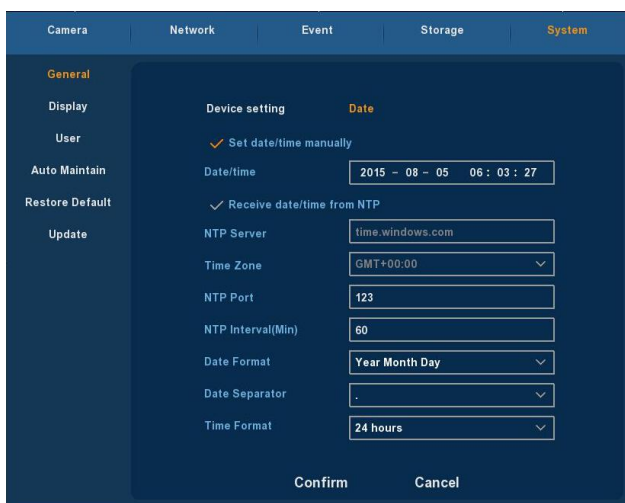 Camera Network Event Storage System
General
Display
User
Auto Maintain
Restore Default
Update
Device setting Date
Set date/time manually
Date/time 2015 - 08 - 05 06 : 03 : 27
Receive date/time from NTP
NTP Server time.windows.com
Time Zone GMT+00:00
NTP Port 123
NTP Interval(Min) 60
Date Format Year Month Day
Date Separator .
Time Format 24 hours
Confirm Cancel